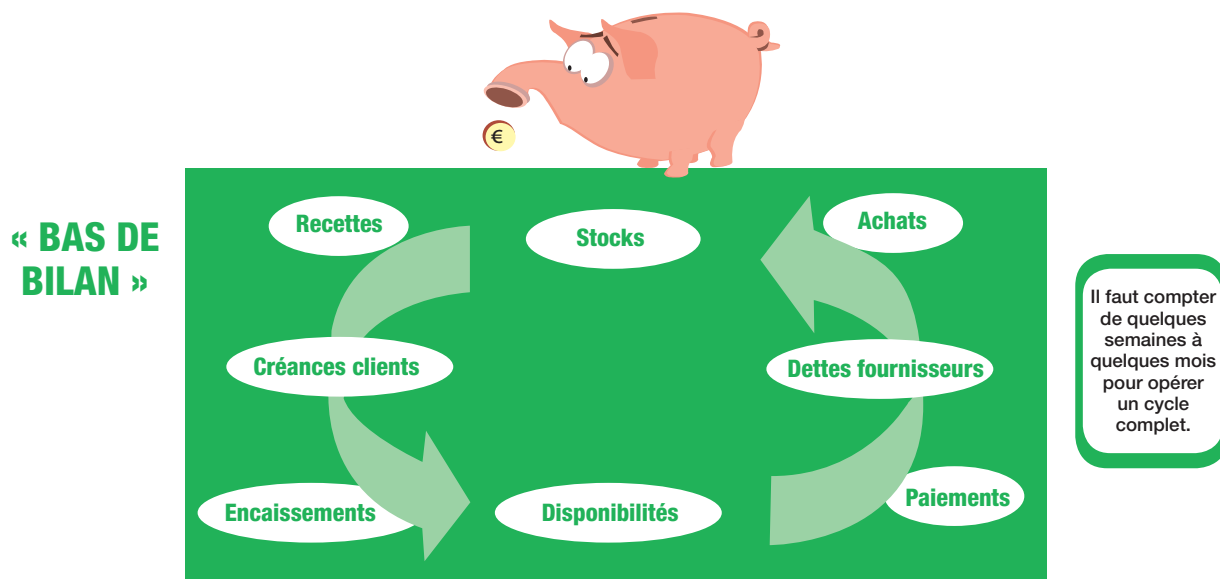 €
« BAS DE
BILAN »
Recettes
Stocks
Achats
Créances clients
Dettes fournisseurs
Encaissements
Disponibilités
Paiements
Il faut compter
de quelques
semaines à
quelques mois
pour opérer
un cycle
complet.